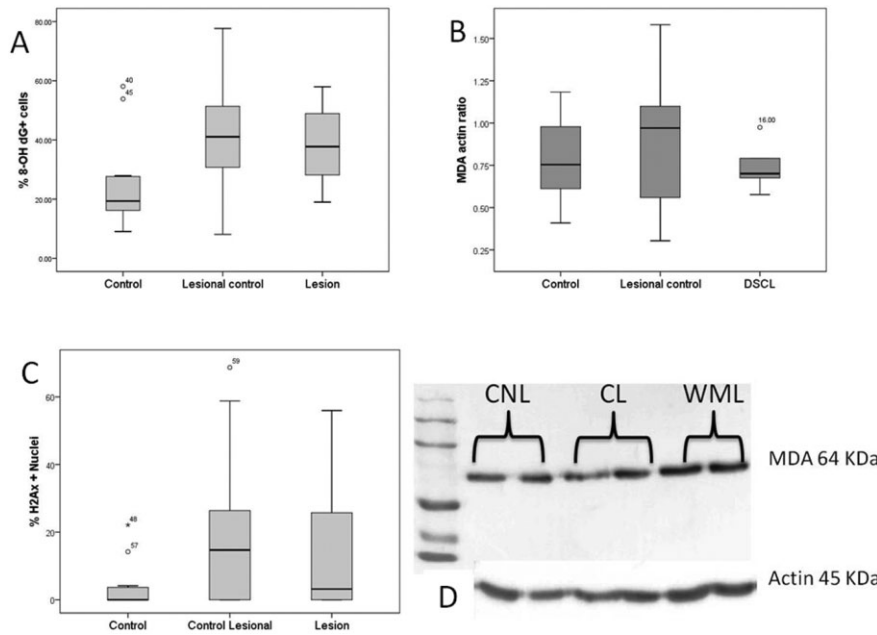 A
% 8-OH dG+ cells
80.00
60.00
40.00
20.00
0.00
40
45
Control
Lesional control
Lesion
B
MDA actin ratio
1.50
1.25
1.00
0.75
0.50
0.25
16.00
Control
Lesional control
DSCL
C
% H2Ax + Nuclei
60
40
20
0
48
57
59
Control
Control Lesional
Lesion
CNL
CL
WML
MDA 64 KDa
D
Actin 45 KDa